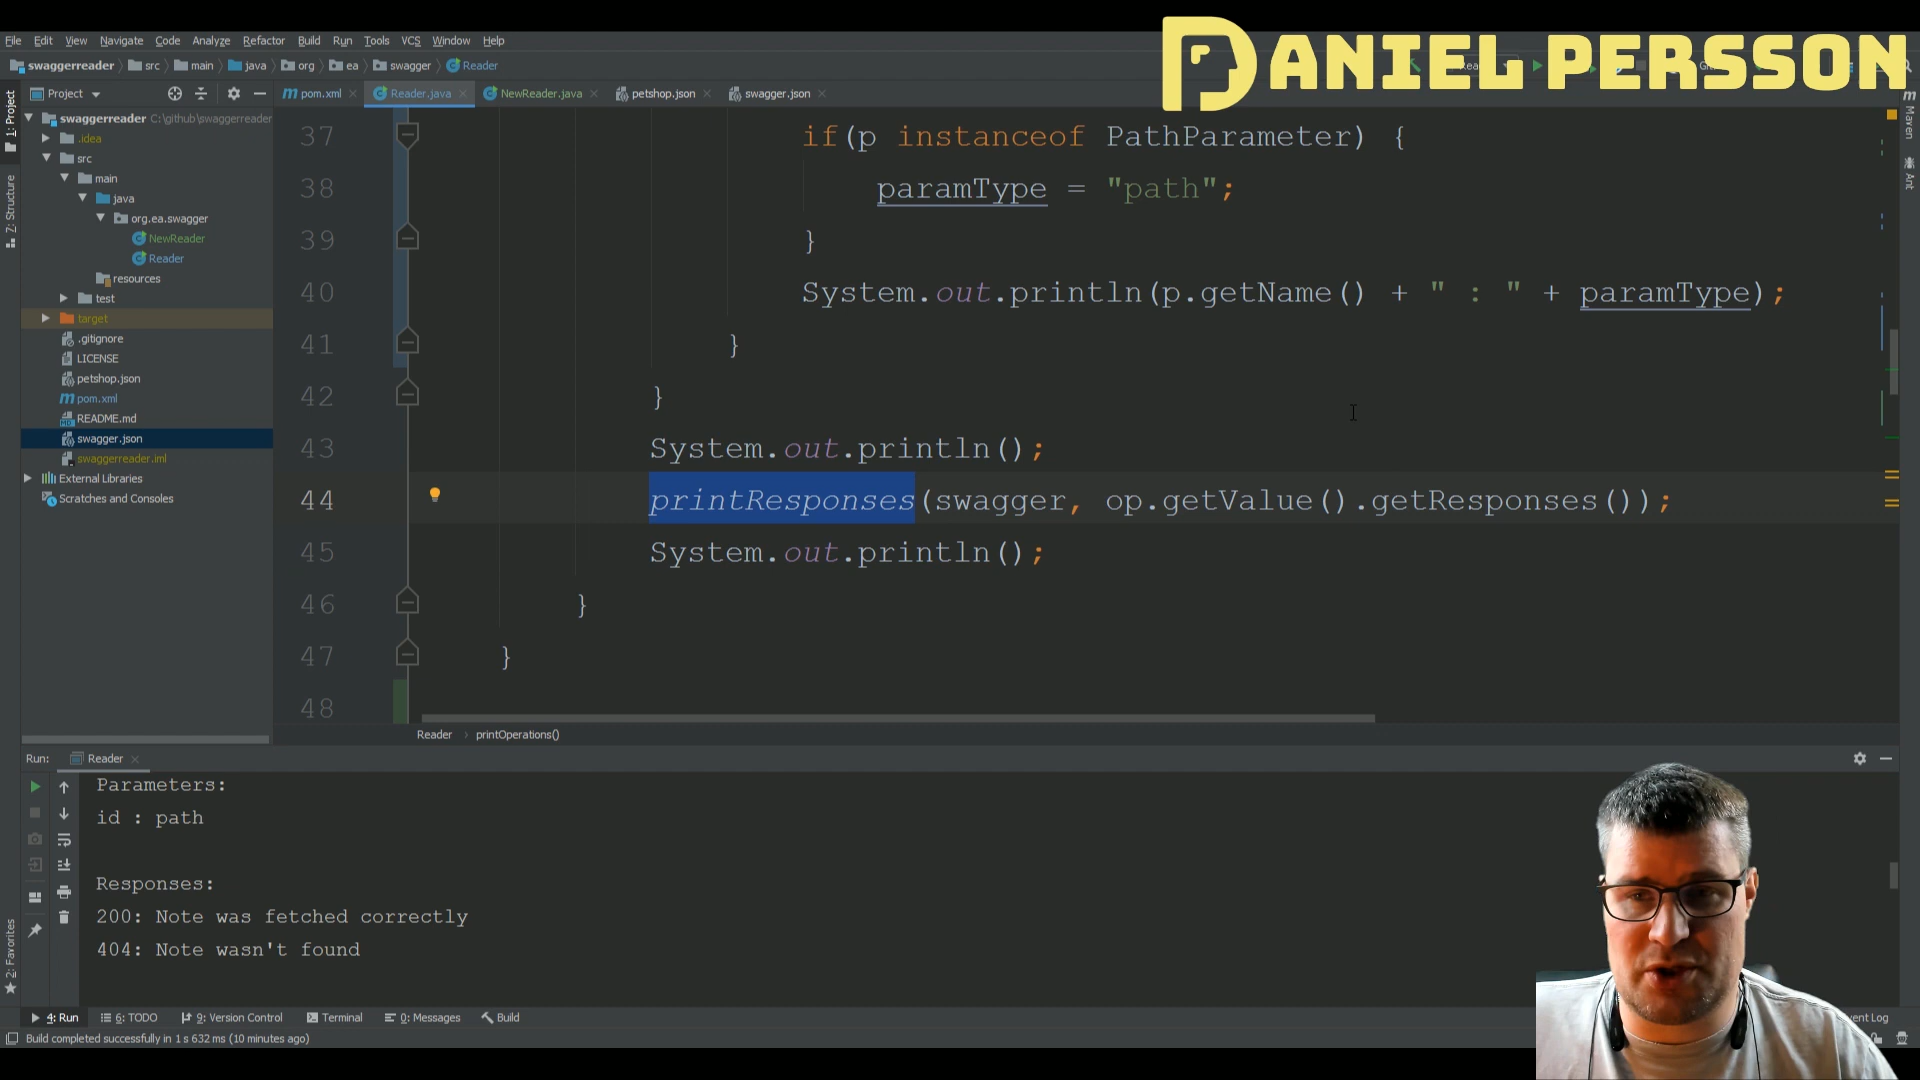 File Edit View Navigate Code Analyze Refactor Build Run Tools VCS Window Help
DANIEL PERSSON
swaggerreader src main java org ea swagger Reader
Project
pom.xml Reader.java NewReader.java petshop.json swagger.json
1: Project
Z: Structure
2: Favorites
Maven
Ant
swaggerreader C:\github\swaggerreader
.idea
src
main
java
org.ea.swagger
NewReader
Reader
resources
test
target
.gitignore
LICENSE
petshop.json
pom.xml
README.md
swagger.json
swaggerreader.iml
External Libraries
Scratches and Consoles
37 if(p instanceof PathParameter) {
38 paramType = "path";
39 }
40 System.out.println(p.getName() + " : " + paramType);
41 }
42 }
43 System.out.println();
44 printResponses(swagger, op.getValue().getResponses());
45 System.out.println();
46 }
47 }
48
Reader printOperations()
Run: Reader
Parameters:
id : path
Responses:
200: Note was fetched correctly
404: Note wasn't found
4: Run 6: TODO 9: Version Control Terminal 0: Messages Build
Build completed successfully in 1 s 632 ms (10 minutes ago)